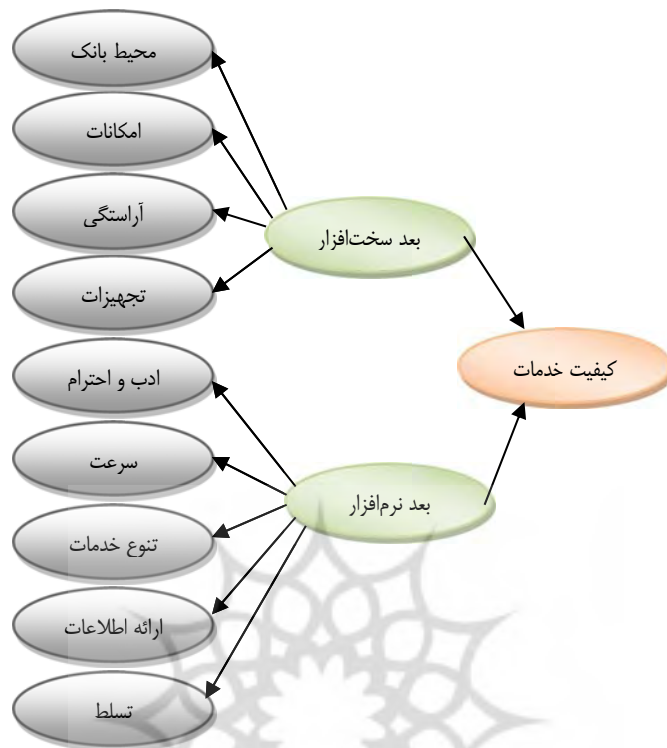 محیط بانک
امکانات
آراستگی
تجهیزات
بعد سخت‌افزار
کیفیت خدمات
ادب و احترام
سرعت
تنوع خدمات
ارائه اطلاعات
تسلط
بعد نرم‌افزار